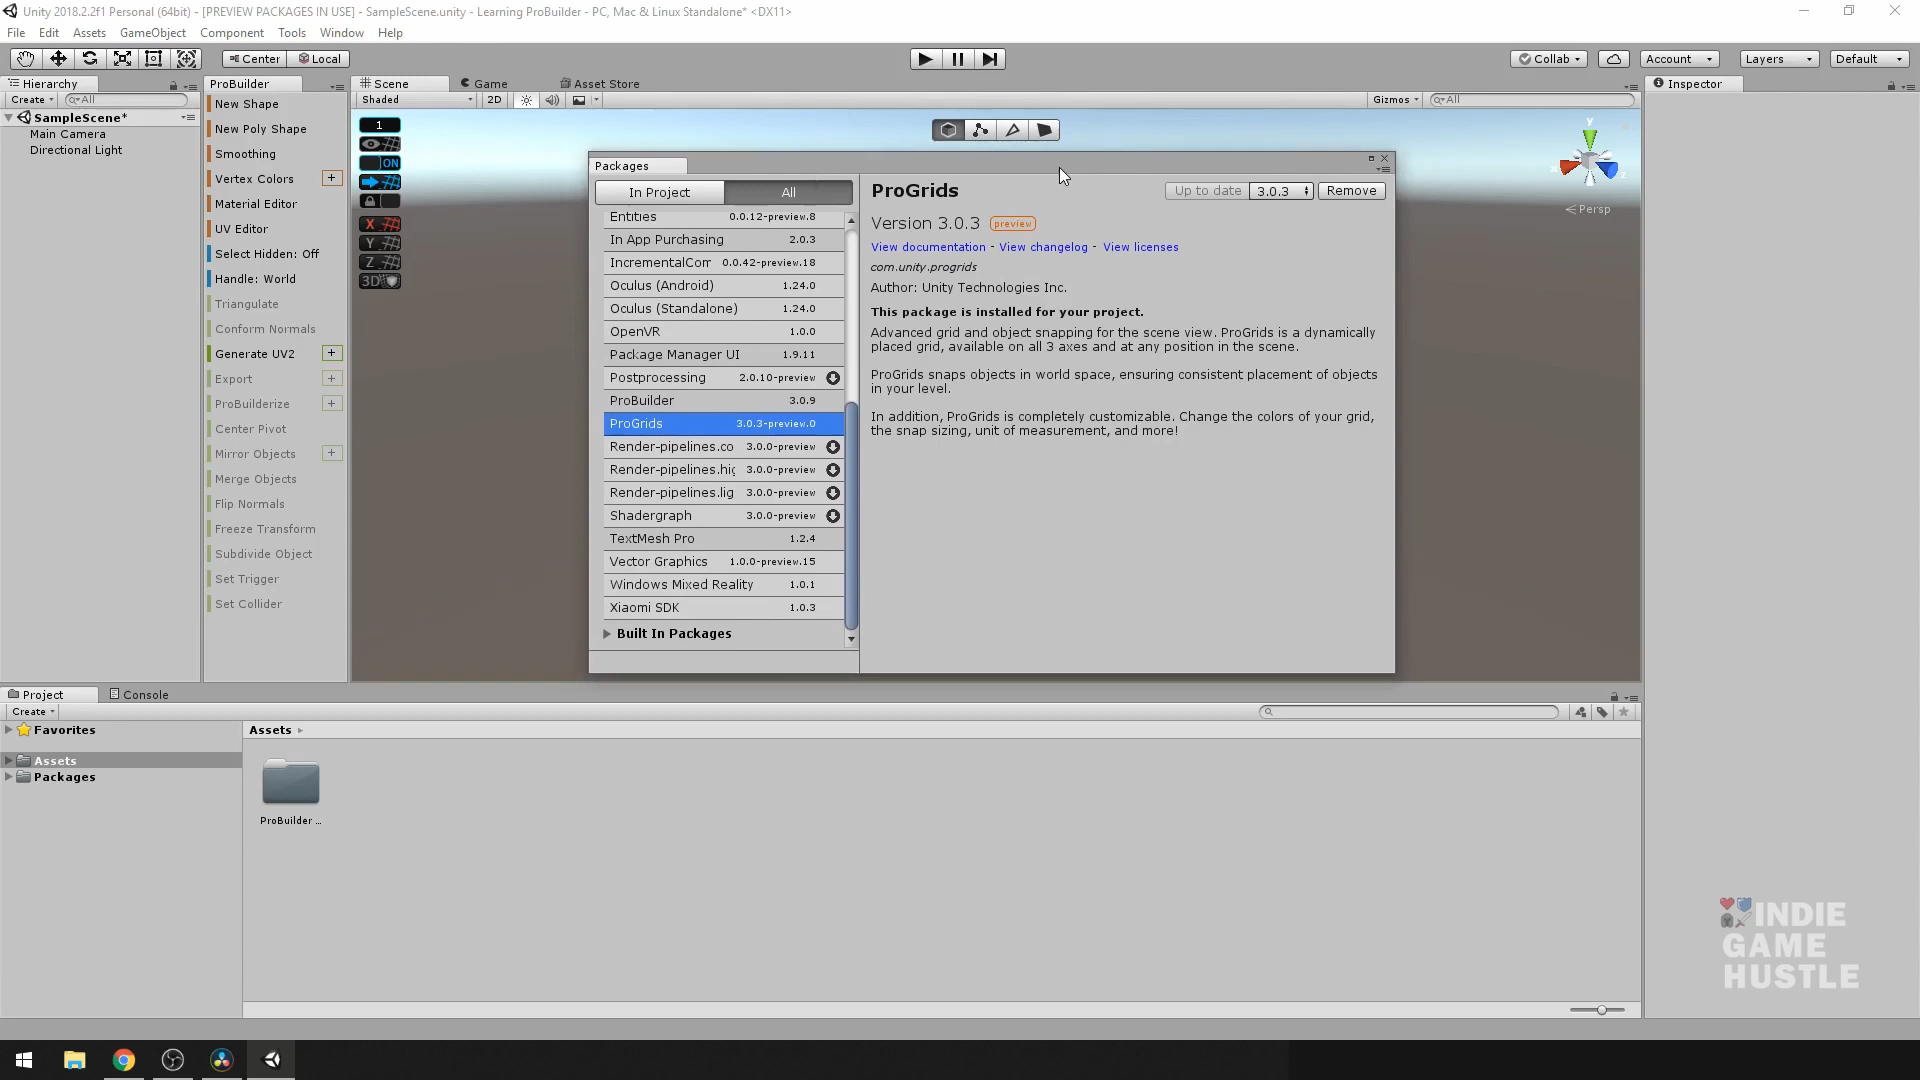 Unity 2018.2.2f1 Personal (64bit) - [PREVIEW PACKAGES IN USE] - SampleScene.unity - Learning ProBuilder - PC, Mac & Linux Standalone* <DX11>
File Edit Assets GameObject Component Tools Window Help
Center Local
Collab Account Layers Default
Hierarchy
Create All
SampleScene*
Main Camera
Directional Light
ProBuilder
New Shape
New Poly Shape
Smoothing
Vertex Colors +
Material Editor
UV Editor
Select Hidden: Off
Handle: World
Triangulate
Conform Normals
Generate UV2 +
Export +
ProBuilderize +
Center Pivot
Mirror Objects +
Merge Objects
Flip Normals
Freeze Transform
Subdivide Object
Set Trigger
Set Collider
Scene Game Asset Store
Shaded 2D Gizmos All
1
ON
X
Y
Z
3D
y
x
z
Persp
Packages
In Project All
Entities 0.0.12-preview.8
In App Purchasing 2.0.3
IncrementalCom 0.0.42-preview.18
Oculus (Android) 1.24.0
Oculus (Standalone) 1.24.0
OpenVR 1.0.0
Package Manager UI 1.9.11
Postprocessing 2.0.10-preview
ProBuilder 3.0.9
ProGrids 3.0.3-preview.0
Render-pipelines.co 3.0.0-preview
Render-pipelines.hig 3.0.0-preview
Render-pipelines.lig 3.0.0-preview
Shadergraph 3.0.0-preview
TextMesh Pro 1.2.4
Vector Graphics 1.0.0-preview.15
Windows Mixed Reality 1.0.1
Xiaomi SDK 1.0.3
Built In Packages
ProGrids
Up to date 3.0.3 Remove
Version 3.0.3 preview
View documentation - View changelog - View licenses
com.unity.progrids
Author: Unity Technologies Inc.
This package is installed for your project.
Advanced grid and object snapping for the scene view. ProGrids is a dynamically
placed grid, available on all 3 axes and at any position in the scene.
ProGrids snaps objects in world space, ensuring consistent placement of objects
in your level.
In addition, ProGrids is completely customizable. Change the colors of your grid,
the snap sizing, unit of measurement, and more!
Inspector
Project Console
Create
Favorites
Assets
Packages
Assets
ProBuilder ...
INDIE
GAME
HUSTLE